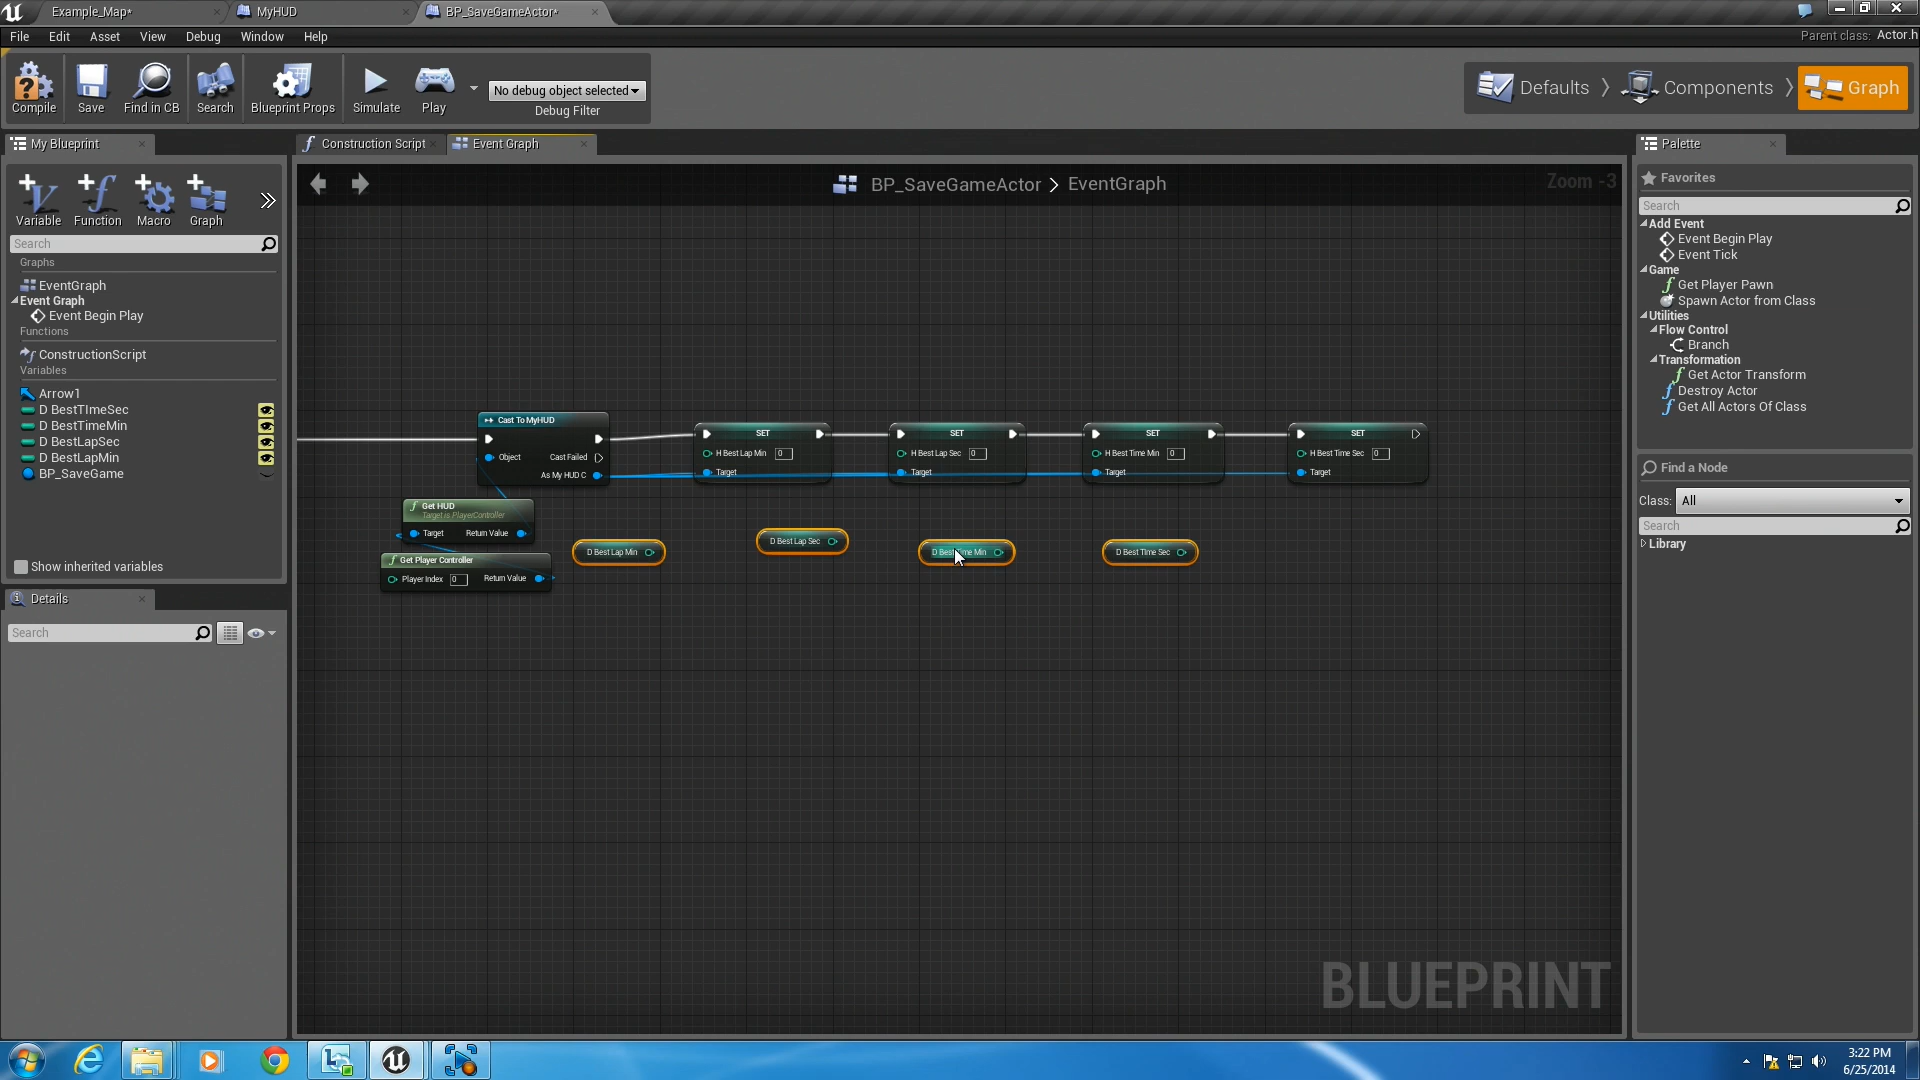 Example_Map*
MyHUD
BP_SaveGameActor*
File Edit Asset View Debug Window Help
Parent class: Actor.h
Compile
Save
Find in CB
Search
Blueprint Props
Simulate
Play
No debug object selected
Debug Filter
Defaults
Components
Graph
My Blueprint
Construction Script
Event Graph
Palette
Variable
Function
Macro
Graph
Search
Graphs
EventGraph
Event Graph
Event Begin Play
Functions
ConstructionScript
Variables
Arrow1
D BestTImeSec
D BestTimeMin
D BestLapSec
D BestLapMin
BP_SaveGame
Show inherited variables
Details
Search
BP_SaveGameActor > EventGraph
Zoom -3
Cast To MyHUD
Object
Cast Failed
As My HUD C
Get HUD
Target is PlayerController
Target
Return Value
Get Player Controller
Player Index 0
Return Value
SET
H Best Lap Min 0
Target
SET
H Best Lap Sec 0
Target
SET
H Best Time Min 0
Target
SET
H Best Time Sec 0
Target
D Best Lap Min
D Best Lap Sec
D Best Time Min
D Best TIme Sec
BLUEPRINT
Favorites
Search
Add Event
Event Begin Play
Event Tick
Game
Get Player Pawn
Spawn Actor from Class
Utilities
Flow Control
Branch
Transformation
Get Actor Transform
Destroy Actor
Get All Actors Of Class
Find a Node
Class: All
Search
Library
3:22 PM
6/25/2014